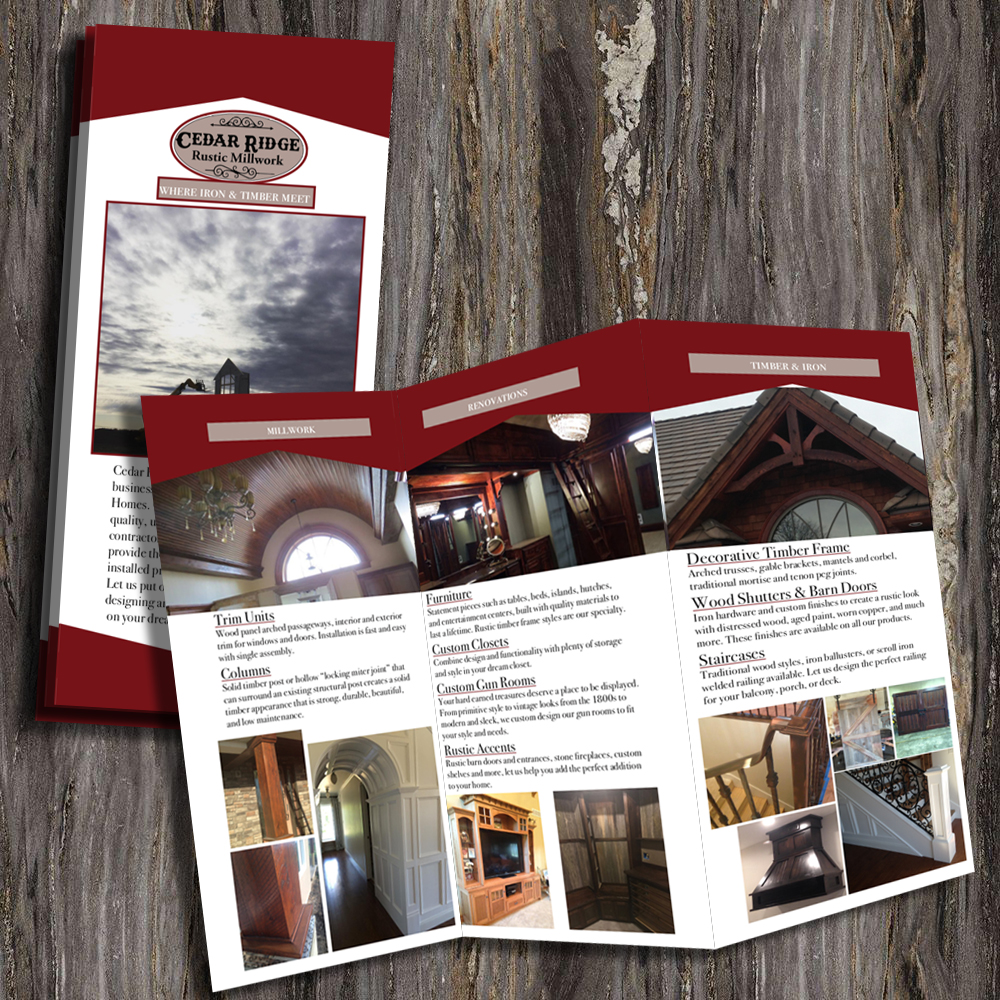 CEDAR RIDGE
Rustic Millwork
WHERE IRON & TIMBER MEET
Cedar
business
Homes.
quality,
provide
installed
Let us put
designing
on your
MILLWORK
Trim Units
Wood panel arched passageways, interior and exterior
trim for windows and doors. Installation is fast and easy
with single assembly.
Columns
Solid timber post or hollow “locking miter joint” that
can surround an existing structural post creates a solid
timber appearance that is strong, durable, beautiful,
and low maintenance.
RENOVATIONS
Furniture
Statement pieces such as tables, beds, islands, hutches,
and entertainment centers, built with quality materials to
last a lifetime. Rustic timber frame styles are our specialty.
Custom Closets
Combine design and functionality with plenty of storage
and style in your dream closet.
Custom Gun Rooms
Your hard earned treasures deserve a place to be displayed.
From primitive style to vintage looks from the 1800s to
modern and sleek, we custom design our gun rooms to fit
your style and needs.
Rustic Accents
Rustic barn doors and entrances, stone fireplaces, custom
shelves and more, let us help you add the perfect addition
to your home.
TIMBER & IRON
Decorative Timber Frame
Arched trusses, gable brackets, mantels and corbel,
traditional mortise and tenon peg joints.
Wood Shutters & Barn Doors
Iron hardware and custom finishes to create a rustic look
with distressed wood, aged paint, worn copper, and much
more. These finishes are available on all our products.
Staircases
Traditional wood styles, iron ballusters, or scroll iron
welded railing available. Let us design the perfect railing
for your balcony, porch, or deck.